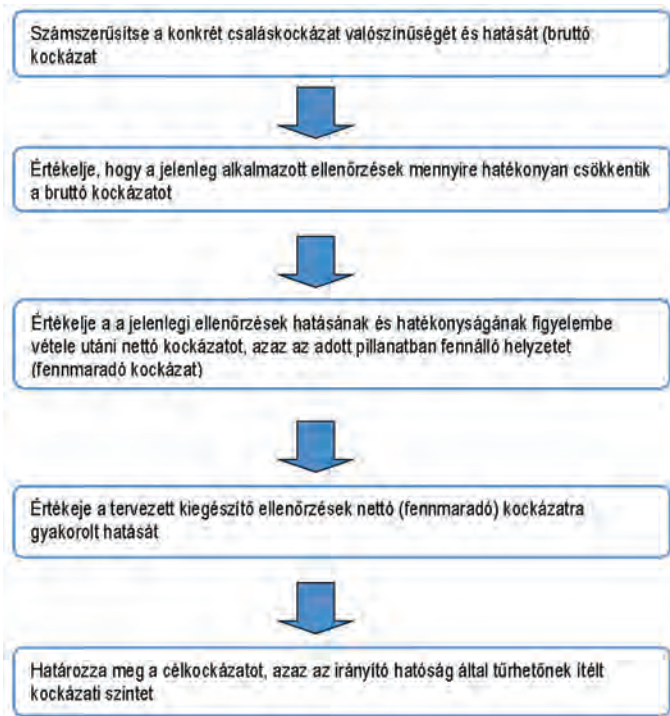 Számszerűsítse a konkrét csaláskockázat valószínűségét és hatását (bruttó
kockázat
Értékelje, hogy a jelenleg alkalmazott ellenőrzések mennyire hatékonyan csökkentik
a bruttó kockázatot
Értékelje a a jelenlegi ellenőrzések hatásának és hatékonyságának figyelembe
vétele utáni nettó kockázatot, azaz az adott pillanatban fennálló helyzetet
(fennmaradó kockázat)
Értékeje a tervezett kiegészítő ellenőrzések nettó (fennmaradó) kockázatra
gyakorolt hatását
Határozza meg a célkockázatot, azaz az irányító hatóság által tűrhetőnek ítélt
kockázati szintet